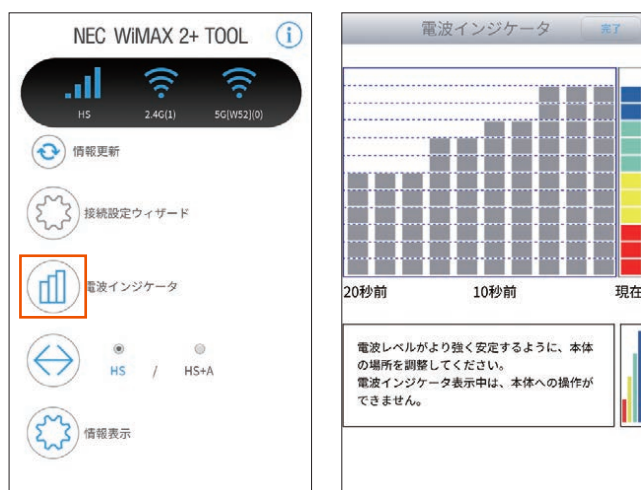 NEC WiMAX 2+ TOOL
i
HS
2.4G(1)
5G[W52](0)
情報更新
接続設定ウィザード
電波インジケータ
HS / HS+A
情報表示
電波インジケータ
完了
20秒前
10秒前
現在
電波レベルがより強く安定するように、本体
の場所を調整してください。
電波インジケータ表示中は、本体への操作が
できません。